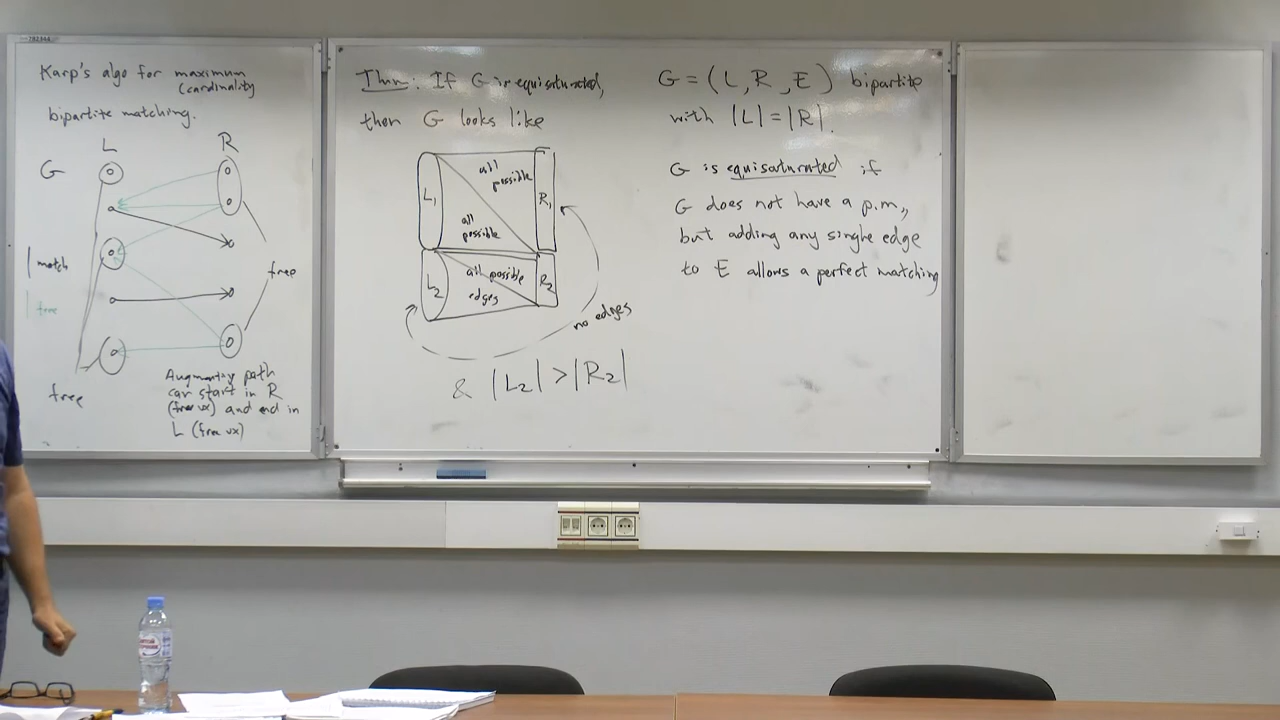 Karp's algo for maximum
(cardinality
bipartite matching.
L
R
G
match
free
free
free
Augmenting path
can start in R
(free vx) and end in
L (free vx)
Thm: If G is equisaturated,
then G looks like
L1
all possible
R1
all possible
L2
all possible edges
R2
no edges
& |L2| > |R2|
G = (L, R, E) bipartite
with |L| = |R|.
G is equisaturated if
G does not have a p.m.,
but adding any single edge
to E allows a perfect matching